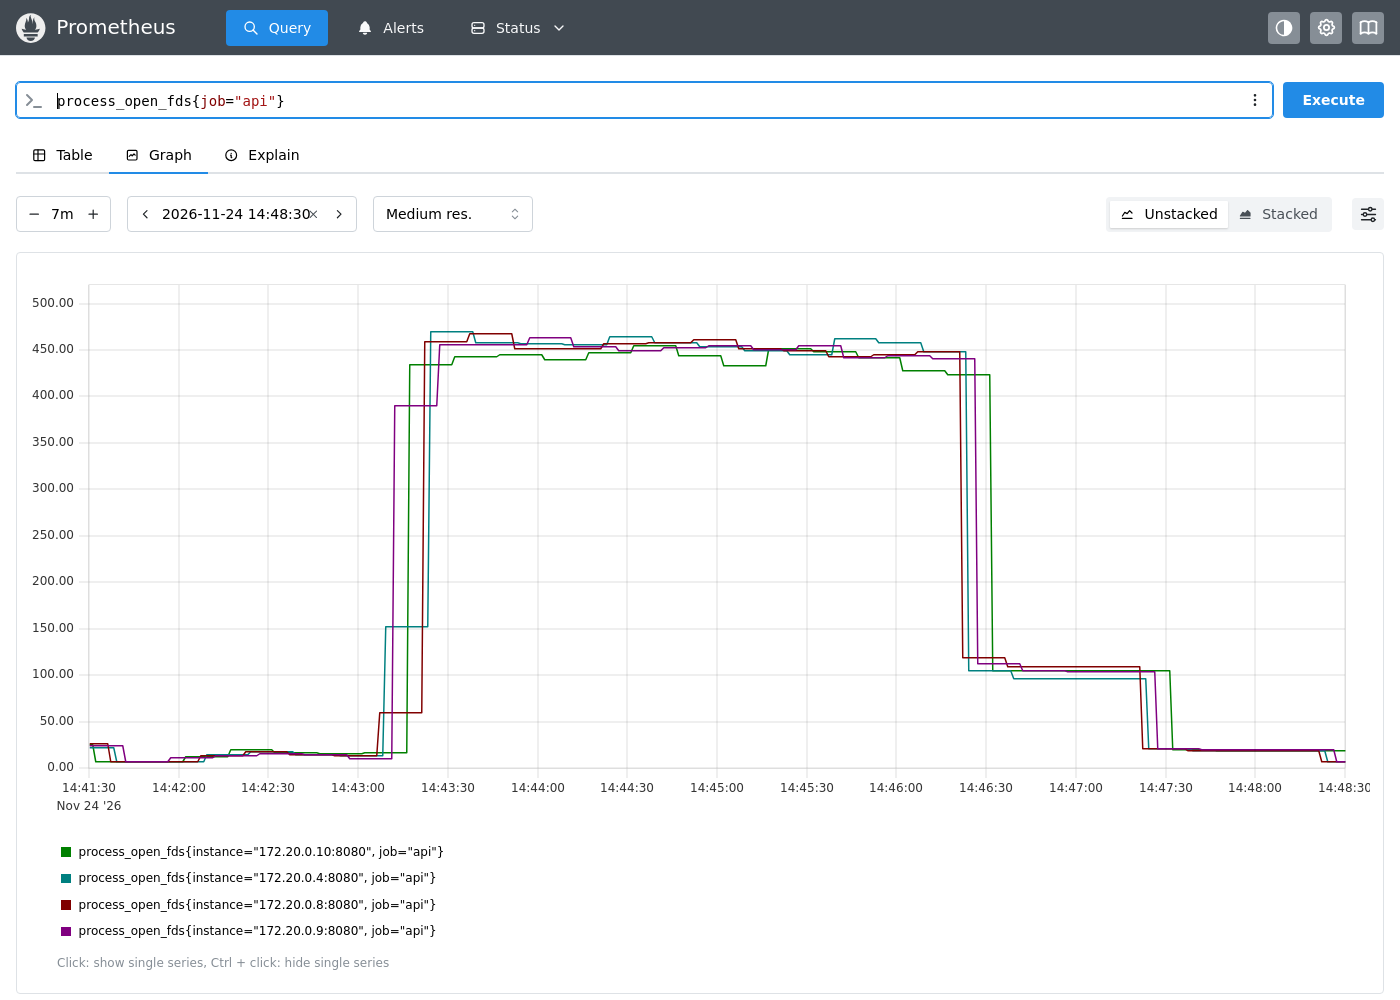 Prometheus
Query
Alerts
Status
process_open_fds{job="api"}
Execute
Table
Graph
Explain
7m
2026-11-24 14:48:30
Medium res.
Unstacked
Stacked
500.00
450.00
400.00
350.00
300.00
250.00
200.00
150.00
100.00
50.00
0.00
14:41:30 14:42:00 14:42:30 14:43:00 14:43:30 14:44:00 14:44:30 14:45:00 14:45:30 14:46:00 14:46:30 14:47:00 14:47:30 14:48:00 14:48:30
Nov 24 '26
process_open_fds{instance="172.20.0.10:8080", job="api"}
process_open_fds{instance="172.20.0.4:8080", job="api"}
process_open_fds{instance="172.20.0.8:8080", job="api"}
process_open_fds{instance="172.20.0.9:8080", job="api"}
Click: show single series, Ctrl + click: hide single series